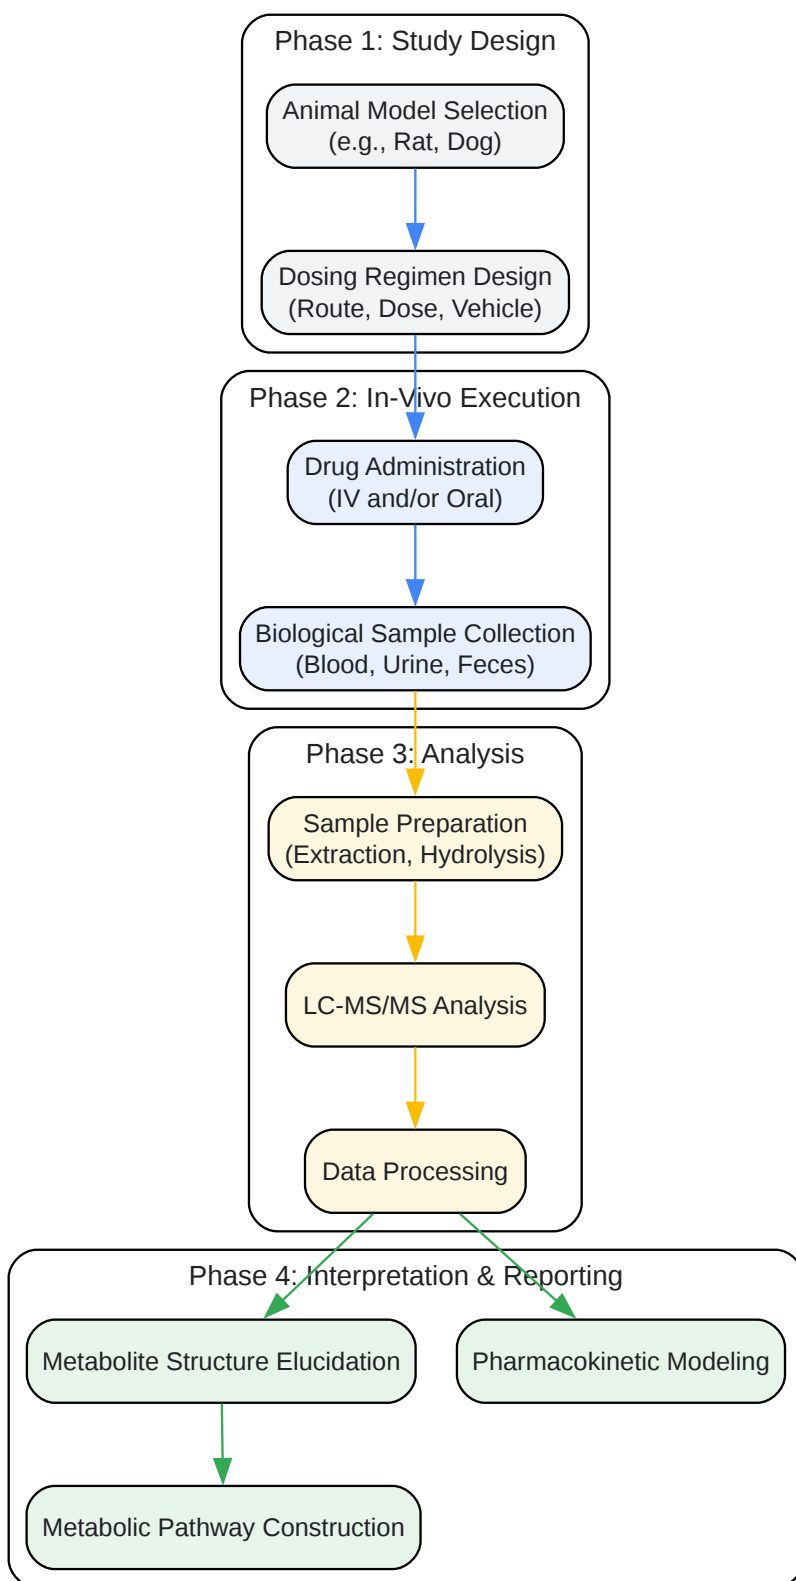 Phase 1: Study Design
Animal Model Selection
(e.g., Rat, Dog)
Dosing Regimen Design
(Route, Dose, Vehicle)
Phase 2: In-Vivo Execution
Drug Administration
(IV and/or Oral)
Biological Sample Collection
(Blood, Urine, Feces)
Phase 3: Analysis
Sample Preparation
(Extraction, Hydrolysis)
LC-MS/MS Analysis
Data Processing
Phase 4: Interpretation & Reporting
Metabolite Structure Elucidation
Pharmacokinetic Modeling
Metabolic Pathway Construction